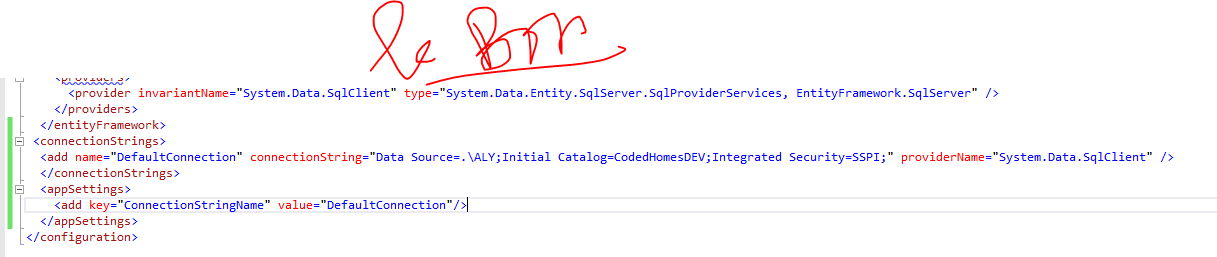 <providers>
<provider invariantName="System.Data.SqlClient" type="System.Data.Entity.SqlServer.SqlProviderServices, EntityFramework.SqlServer" />
</providers>
</entityFramework>
<connectionStrings>
<add name="DefaultConnection" connectionString="Data Source=.\ALY;Initial Catalog=CodedHomesDEV;Integrated Security=SSPI;" providerName="System.Data.SqlClient" />
</connectionStrings>
<appSettings>
<add key="ConnectionStringName" value="DefaultConnection"/>
</appSettings>
</configuration>